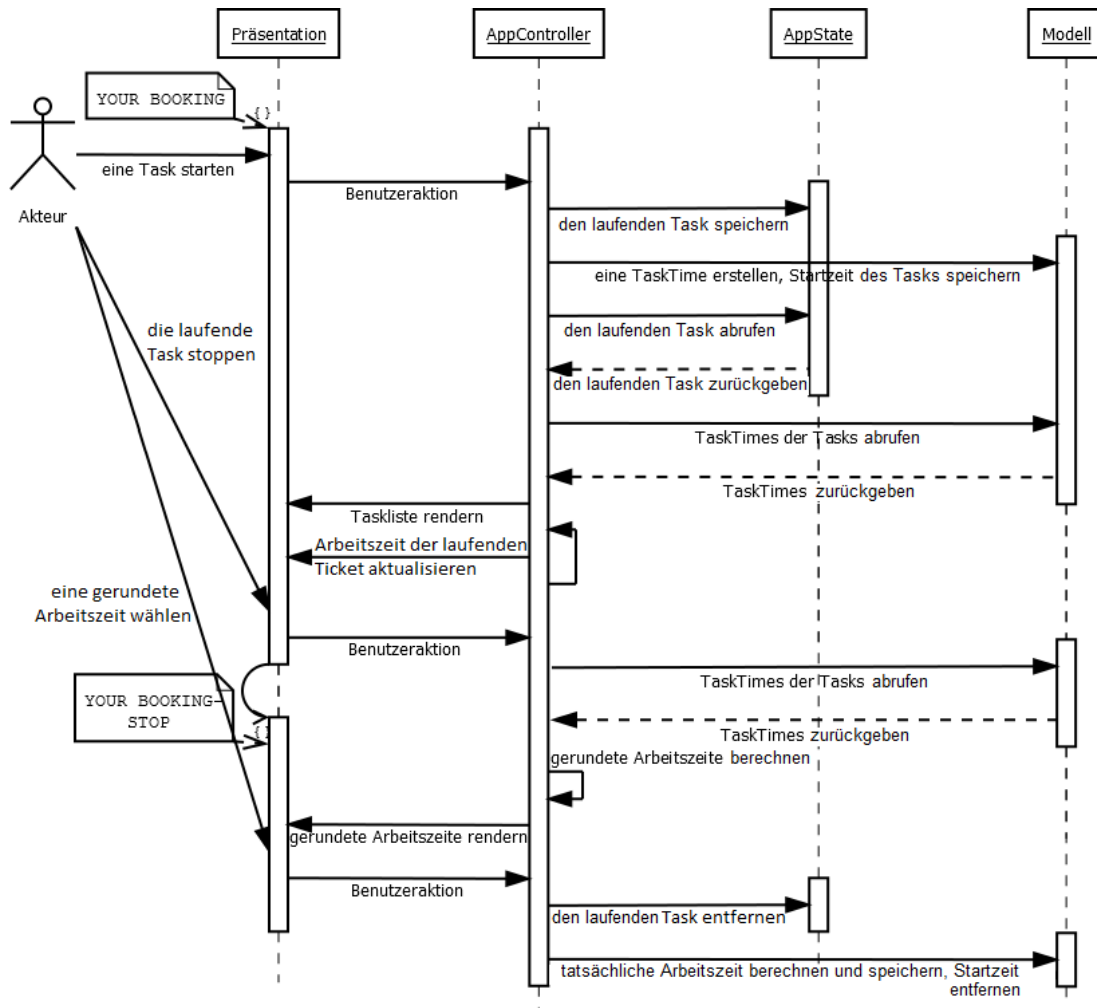 Präsentation
AppController
AppState
Modell
YOUR BOOKING
{}
eine Task starten
Benutzeraktion
Akteur
den laufenden Task speichern
eine TaskTime erstellen, Startzeit des Tasks speichern
die laufende
Task stoppen
den laufenden Task abrufen
den laufenden Task zurückgeben
TaskTimes der Tasks abrufen
TaskTimes zurückgeben
Taskliste rendern
Arbeitszeit der laufenden
Ticket aktualisieren
eine gerundete
Arbeitszeit wählen
Benutzeraktion
TaskTimes der Tasks abrufen
YOUR BOOKING-
STOP
{}
TaskTimes zurückgeben
gerundete Arbeitszeite berechnen
gerundete Arbeitszeite rendern
Benutzeraktion
den laufenden Task entfernen
tatsächliche Arbeitszeit berechnen und speichern, Startzeit
entfernen